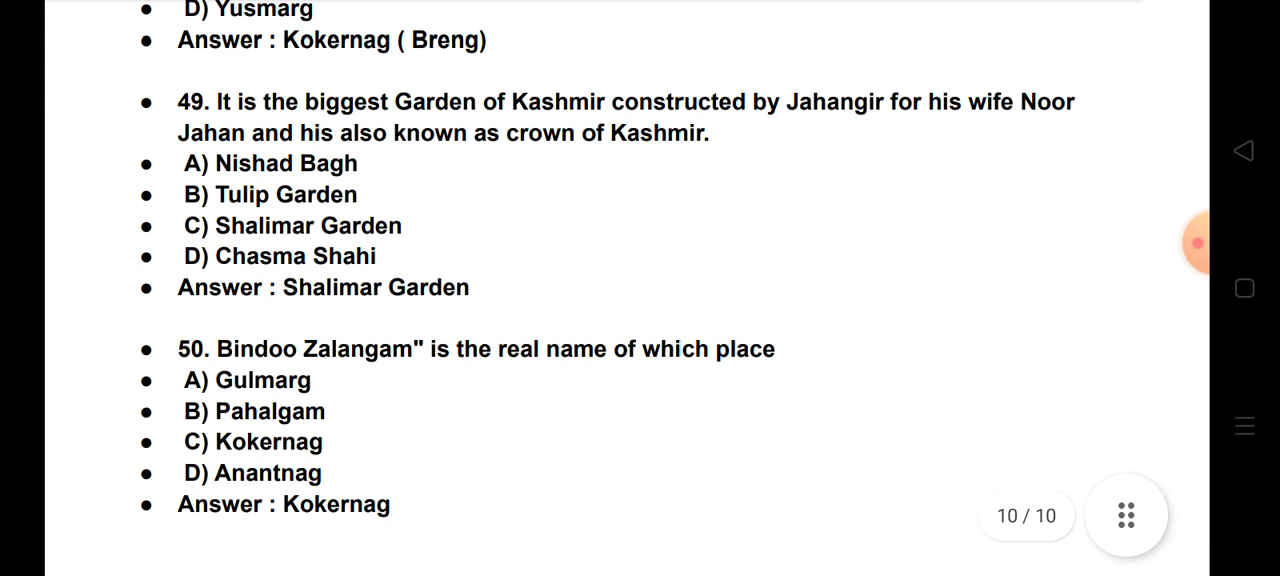 ● D) Yusmarg
● Answer : Kokernag ( Breng)
● 49. It is the biggest Garden of Kashmir constructed by Jahangir for his wife Noor
Jahan and his also known as crown of Kashmir.
● A) Nishad Bagh
● B) Tulip Garden
● C) Shalimar Garden
● D) Chasma Shahi
● Answer : Shalimar Garden
● 50. Bindoo Zalangam" is the real name of which place
● A) Gulmarg
● B) Pahalgam
● C) Kokernag
● D) Anantnag
● Answer : Kokernag
10 / 10